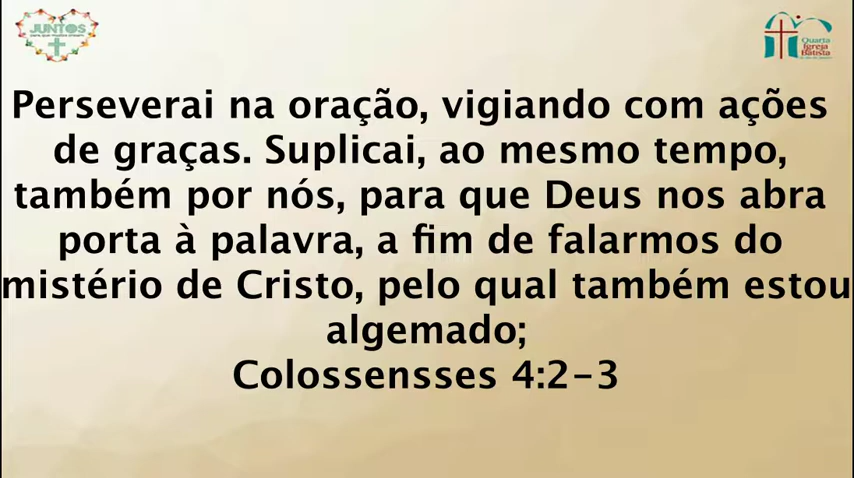 JUNTOS
Quarta
Igreja
Batista
Perseverai na oração, vigiando com ações
de graças. Suplicai, ao mesmo tempo,
também por nós, para que Deus nos abra
porta à palavra, a fim de falarmos do
mistério de Cristo, pelo qual também estou
algemado;
Colossensses 4:2-3